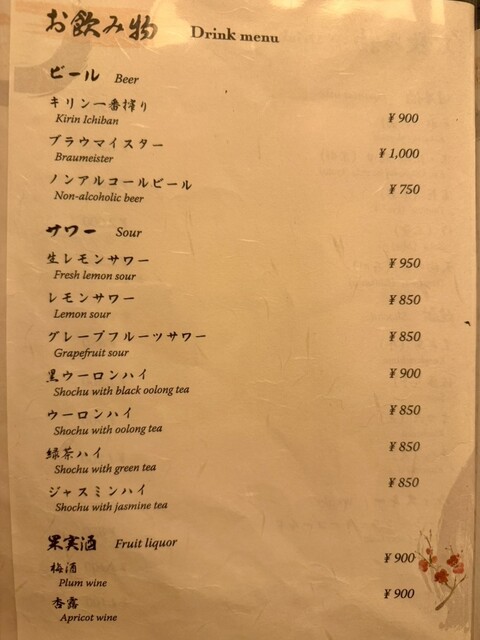 お飲み物 Drink menu
ビール Beer
キリン一番搾り
Kirin Ichiban ¥ 900
ブラウマイスター
Braumeister ¥ 1,000
ノンアルコールビール
Non-alcoholic beer ¥ 750
サワー Sour
生レモンサワー
Fresh lemon sour ¥ 950
レモンサワー
Lemon sour ¥ 850
グレープフルーツサワー
Grapefruit sour ¥ 850
黒ウーロンハイ
Shochu with black oolong tea ¥ 900
ウーロンハイ
Shochu with oolong tea ¥ 850
緑茶ハイ
Shochu with green tea ¥ 850
ジャスミンハイ
Shochu with jasmine tea ¥ 850
果実酒 Fruit liquor
梅酒
Plum wine ¥ 900
杏露
Apricot wine ¥ 900